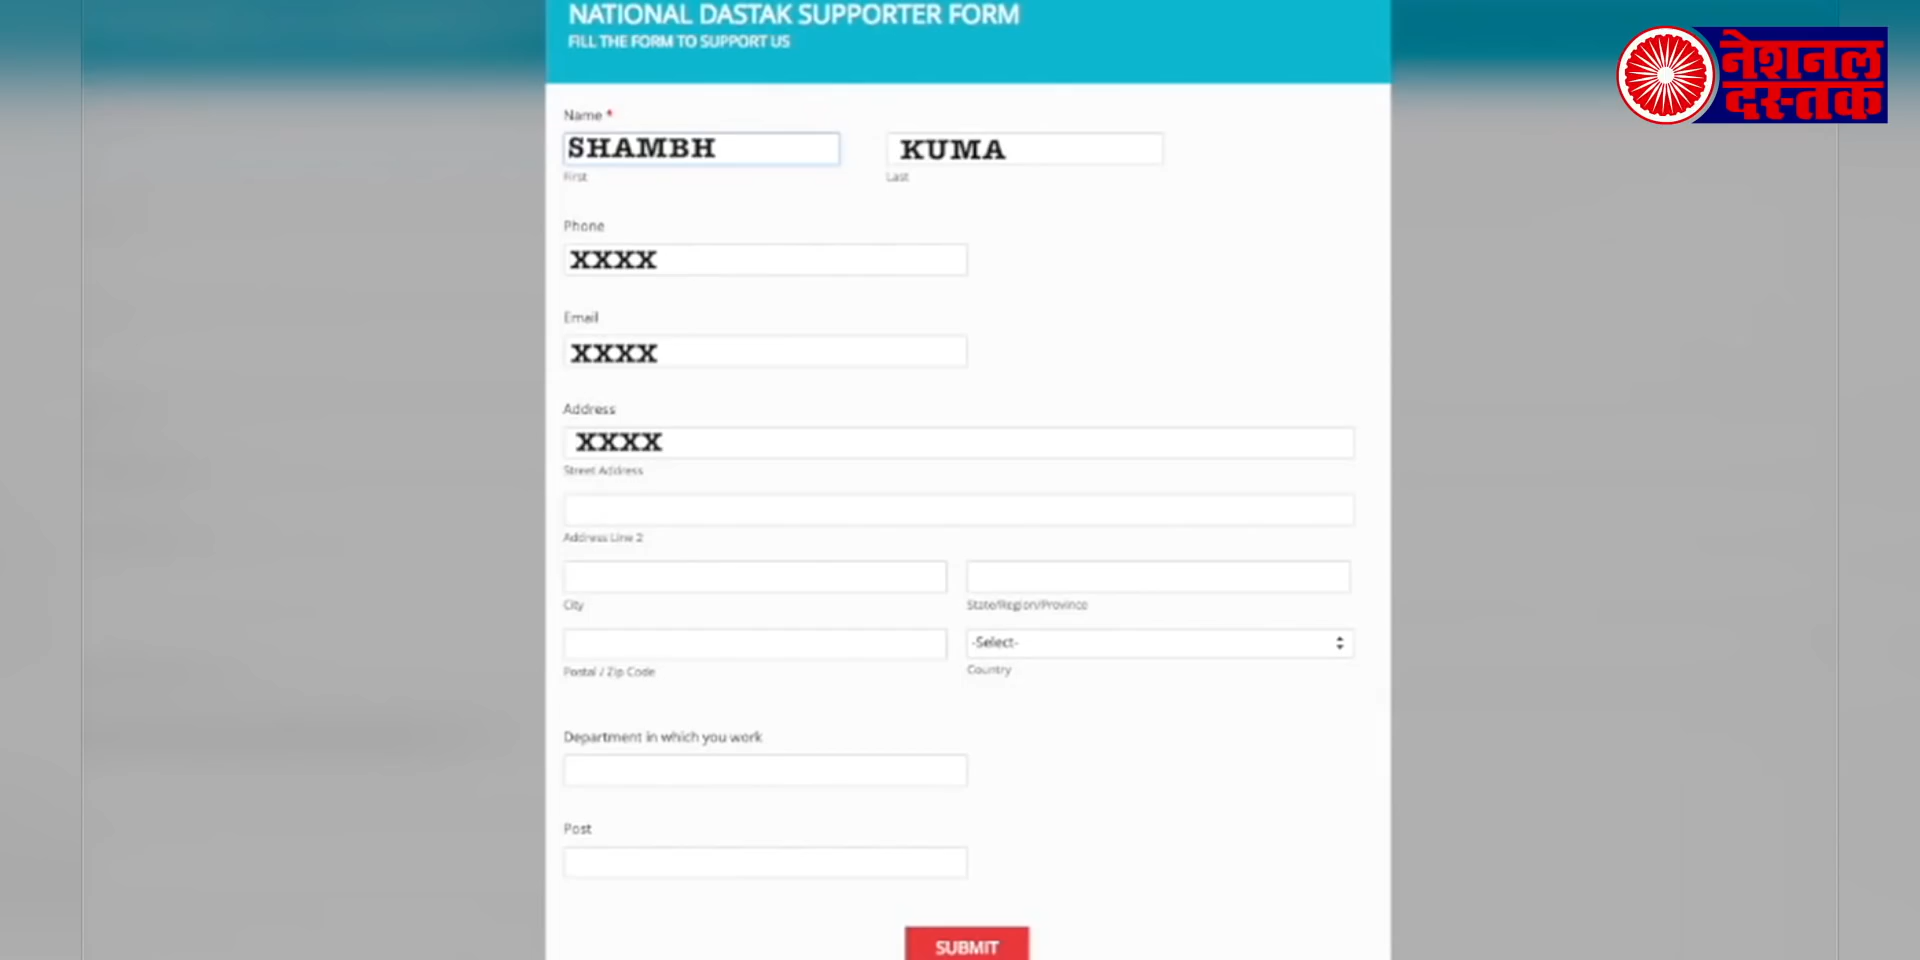 NATIONAL DASTAK SUPPORTER FORM
FILL THE FORM TO SUPPORT US
नेशनल
दस्तक
Name *
SHAMBH KUMA
First Last
Phone
XXXX
Email
XXXX
Address
XXXX
Street Address
Address Line 2
City State/Region/Province
-Select-
Postal / Zip Code Country
Department in which you work
Post
SUBMIT